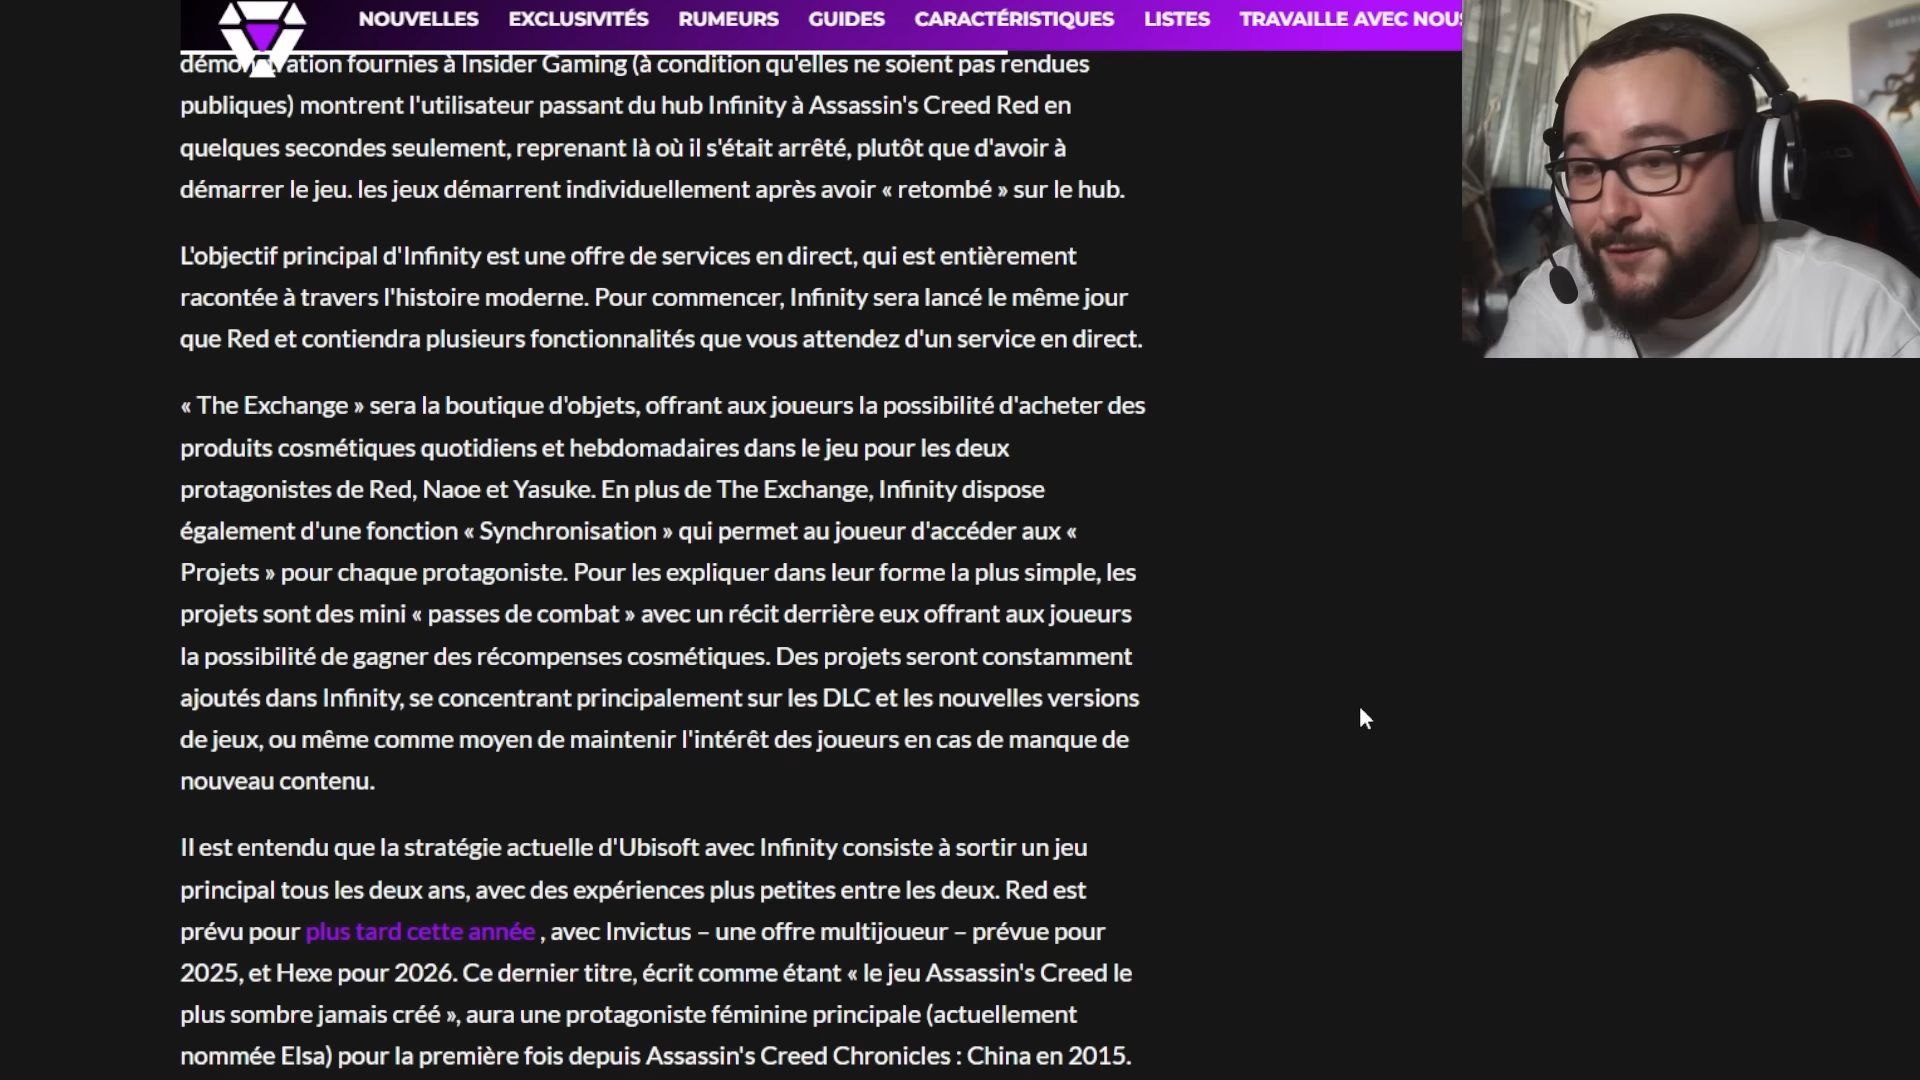 NOUVELLES EXCLUSIVITÉS RUMEURS GUIDES CARACTÉRISTIQUES LISTES TRAVAILLE AVEC NOUS
démonstration fournies à Insider Gaming (à condition qu'elles ne soient pas rendues
publiques) montrent l'utilisateur passant du hub Infinity à Assassin's Creed Red en
quelques secondes seulement, reprenant là où il s'était arrêté, plutôt que d'avoir à
démarrer le jeu. les jeux démarrent individuellement après avoir « retombé » sur le hub.
L'objectif principal d'Infinity est une offre de services en direct, qui est entièrement
racontée à travers l'histoire moderne. Pour commencer, Infinity sera lancé le même jour
que Red et contiendra plusieurs fonctionnalités que vous attendez d'un service en direct.
« The Exchange » sera la boutique d'objets, offrant aux joueurs la possibilité d'acheter des
produits cosmétiques quotidiens et hebdomadaires dans le jeu pour les deux
protagonistes de Red, Naoe et Yasuke. En plus de The Exchange, Infinity dispose
également d'une fonction « Synchronisation » qui permet au joueur d'accéder aux «
Projets » pour chaque protagoniste. Pour les expliquer dans leur forme la plus simple, les
projets sont des mini « passes de combat » avec un récit derrière eux offrant aux joueurs
la possibilité de gagner des récompenses cosmétiques. Des projets seront constamment
ajoutés dans Infinity, se concentrant principalement sur les DLC et les nouvelles versions
de jeux, ou même comme moyen de maintenir l'intérêt des joueurs en cas de manque de
nouveau contenu.
Il est entendu que la stratégie actuelle d'Ubisoft avec Infinity consiste à sortir un jeu
principal tous les deux ans, avec des expériences plus petites entre les deux. Red est
prévu pour plus tard cette année , avec Invictus – une offre multijoueur – prévue pour
2025, et Hexe pour 2026. Ce dernier titre, écrit comme étant « le jeu Assassin's Creed le
plus sombre jamais créé », aura une protagoniste féminine principale (actuellement
nommée Elsa) pour la première fois depuis Assassin's Creed Chronicles : China en 2015.